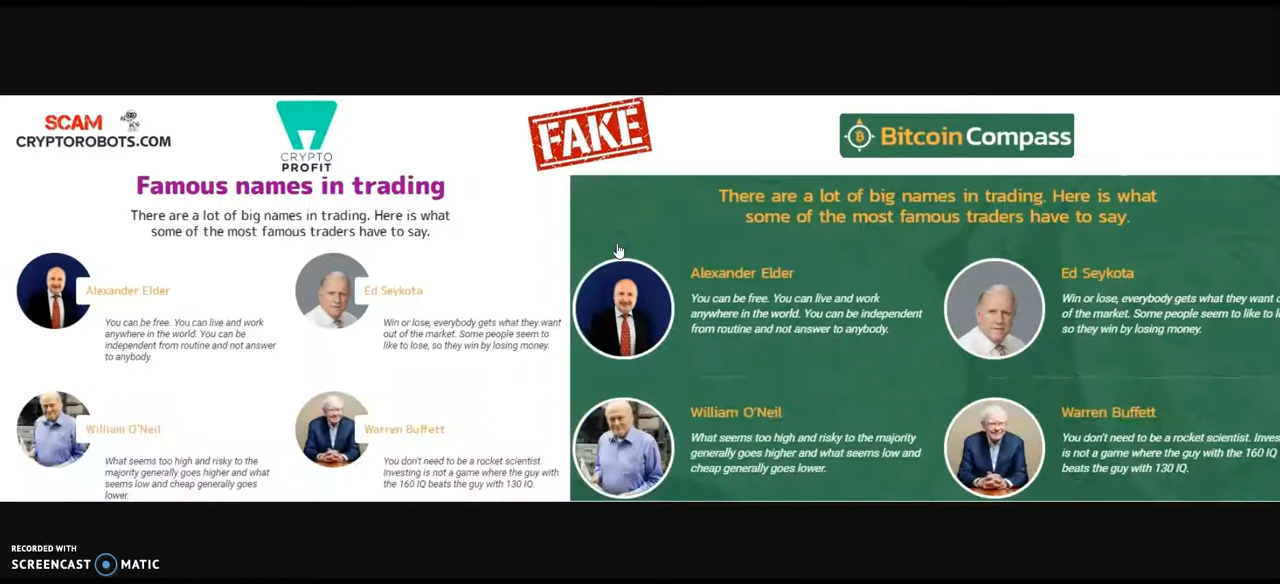 SCAM
CRYPTOROBOTS.COM
CRYPTO
PROFIT
Famous names in trading
There are a lot of big names in trading. Here is what
some of the most famous traders have to say.
Alexander Elder
You can be free. You can live and work
anywhere in the world. You can be
independent from routine and not answer
to anybody.
Ed Seykota
Win or lose, everybody gets what they want
out of the market. Some people seem to
like to lose, so they win by losing money.
William O'Neil
What seems too high and risky to the
majority generally goes higher and what
seems low and cheap generally goes
lower.
Warren Buffett
You don't need to be a rocket scientist.
Investing is not a game where the guy with
the 160 IQ beats the guy with 130 IQ.
FAKE
Bitcoin Compass
There are a lot of big names in trading. Here is what
some of the most famous traders have to say.
Alexander Elder
You can be free. You can live and work
anywhere in the world. You can be independent
from routine and not answer to anybody.
Ed Seykota
Win or lose, everybody gets what they want
of the market. Some people seem to
so they win by losing money.
William O'Neil
What seems too high and risky to the majority
generally goes higher and what seems low and
cheap generally goes lower.
Warren Buffett
You don't need to be a rocket scientist.
is not a game where the guy with the 160 IQ
beats the guy with 130 IQ.
RECORDED WITH
SCREENCAST MATIC